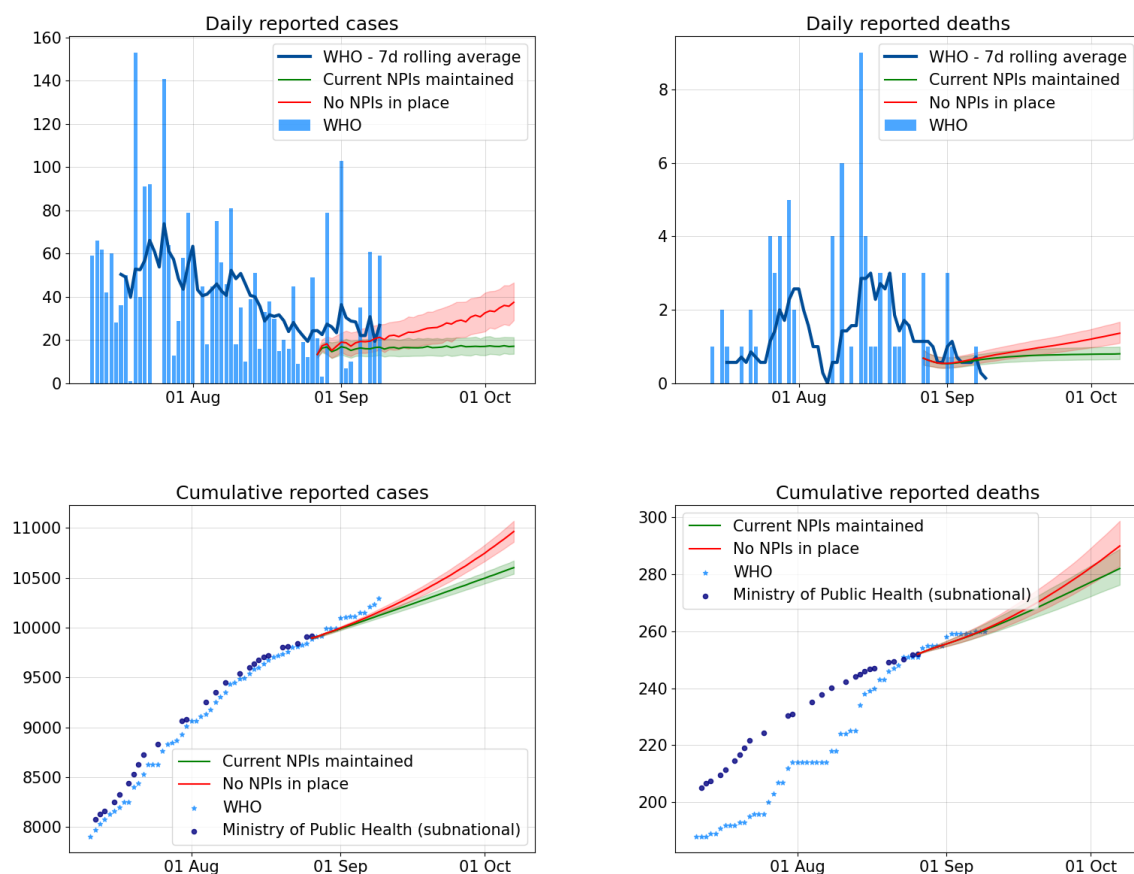 Daily reported cases
160
140
120
100
80
60
40
20
0
WHO - 7d rolling average
Current NPIs maintained
No NPIs in place
WHO
01 Aug 01 Sep 01 Oct
Daily reported deaths
8
6
4
2
0
WHO - 7d rolling average
Current NPIs maintained
No NPIs in place
WHO
01 Aug 01 Sep 01 Oct
Cumulative reported cases
11000
10500
10000
9500
9000
8500
8000
Current NPIs maintained
No NPIs in place
WHO
Ministry of Public Health (subnational)
01 Aug 01 Sep 01 Oct
Cumulative reported deaths
300
280
260
240
220
200
Current NPIs maintained
No NPIs in place
WHO
Ministry of Public Health (subnational)
01 Aug 01 Sep 01 Oct